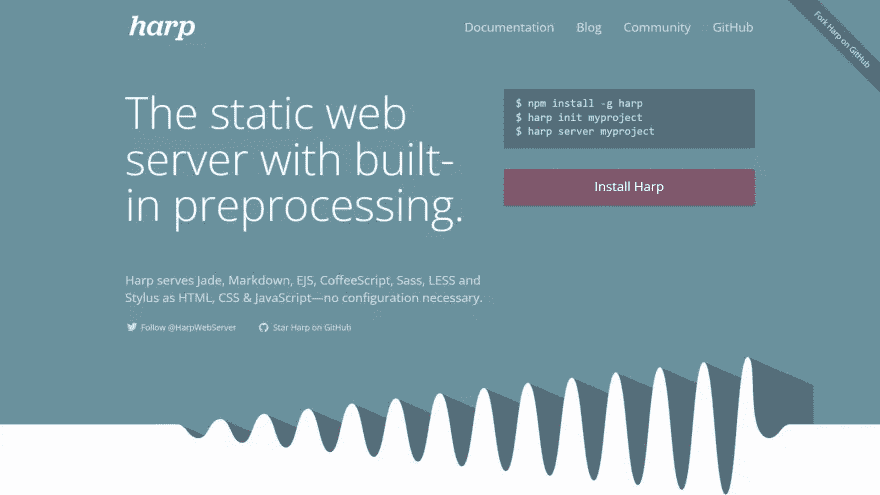 harp
Documentation Blog Community GitHub
Fork Harp on GitHub
The static web
server with built-
in preprocessing.
$ npm install -g harp
$ harp init myproject
$ harp server myproject
Install Harp
Harp serves Jade, Markdown, EJS, CoffeeScript, Sass, LESS and
Stylus as HTML, CSS & JavaScript—no configuration necessary.
Follow @HarpWebServer Star Harp on GitHub